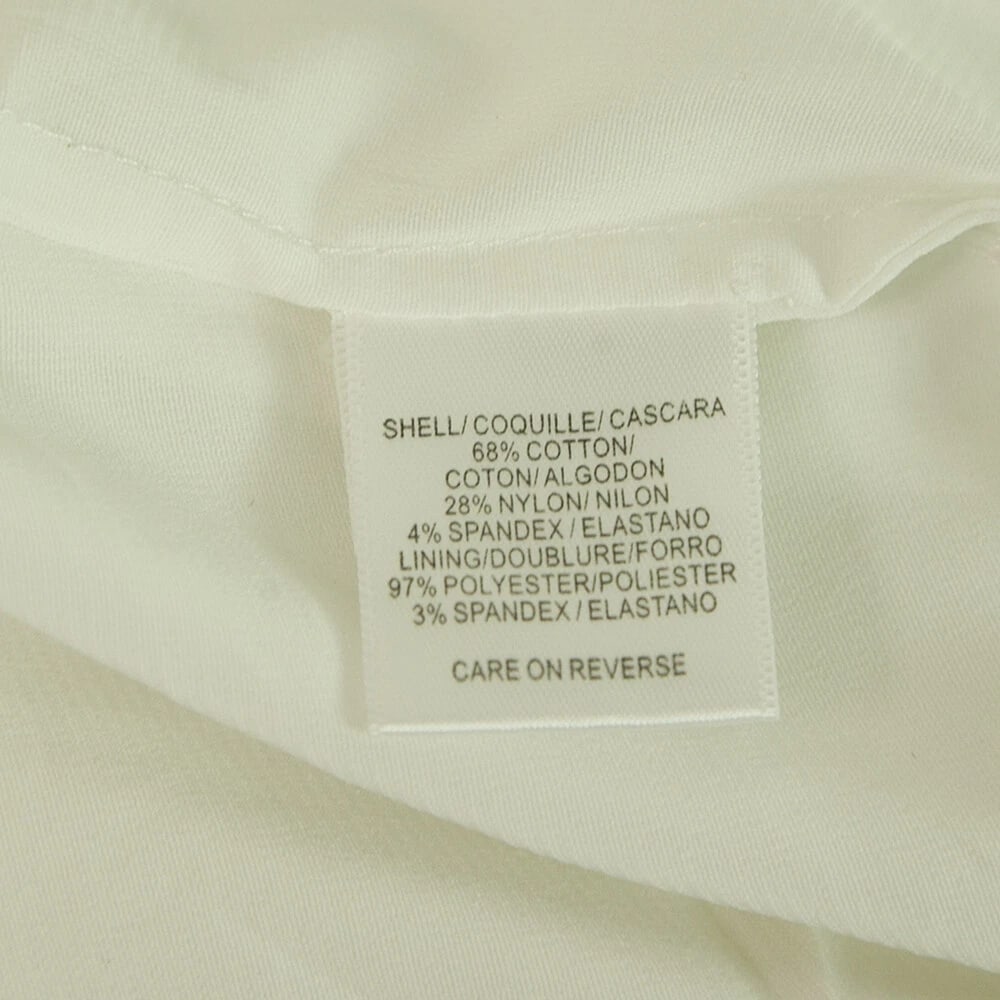 SHELL/ COQUILLE/ CASCARA
68% COTTON/
COTON/ ALGODON
28% NYLON/ NILON
4% SPANDEX / ELASTANO
LINING/DOUBLURE/FORRO
97% POLYESTER/POLIESTER
3% SPANDEX / ELASTANO
CARE ON REVERSE